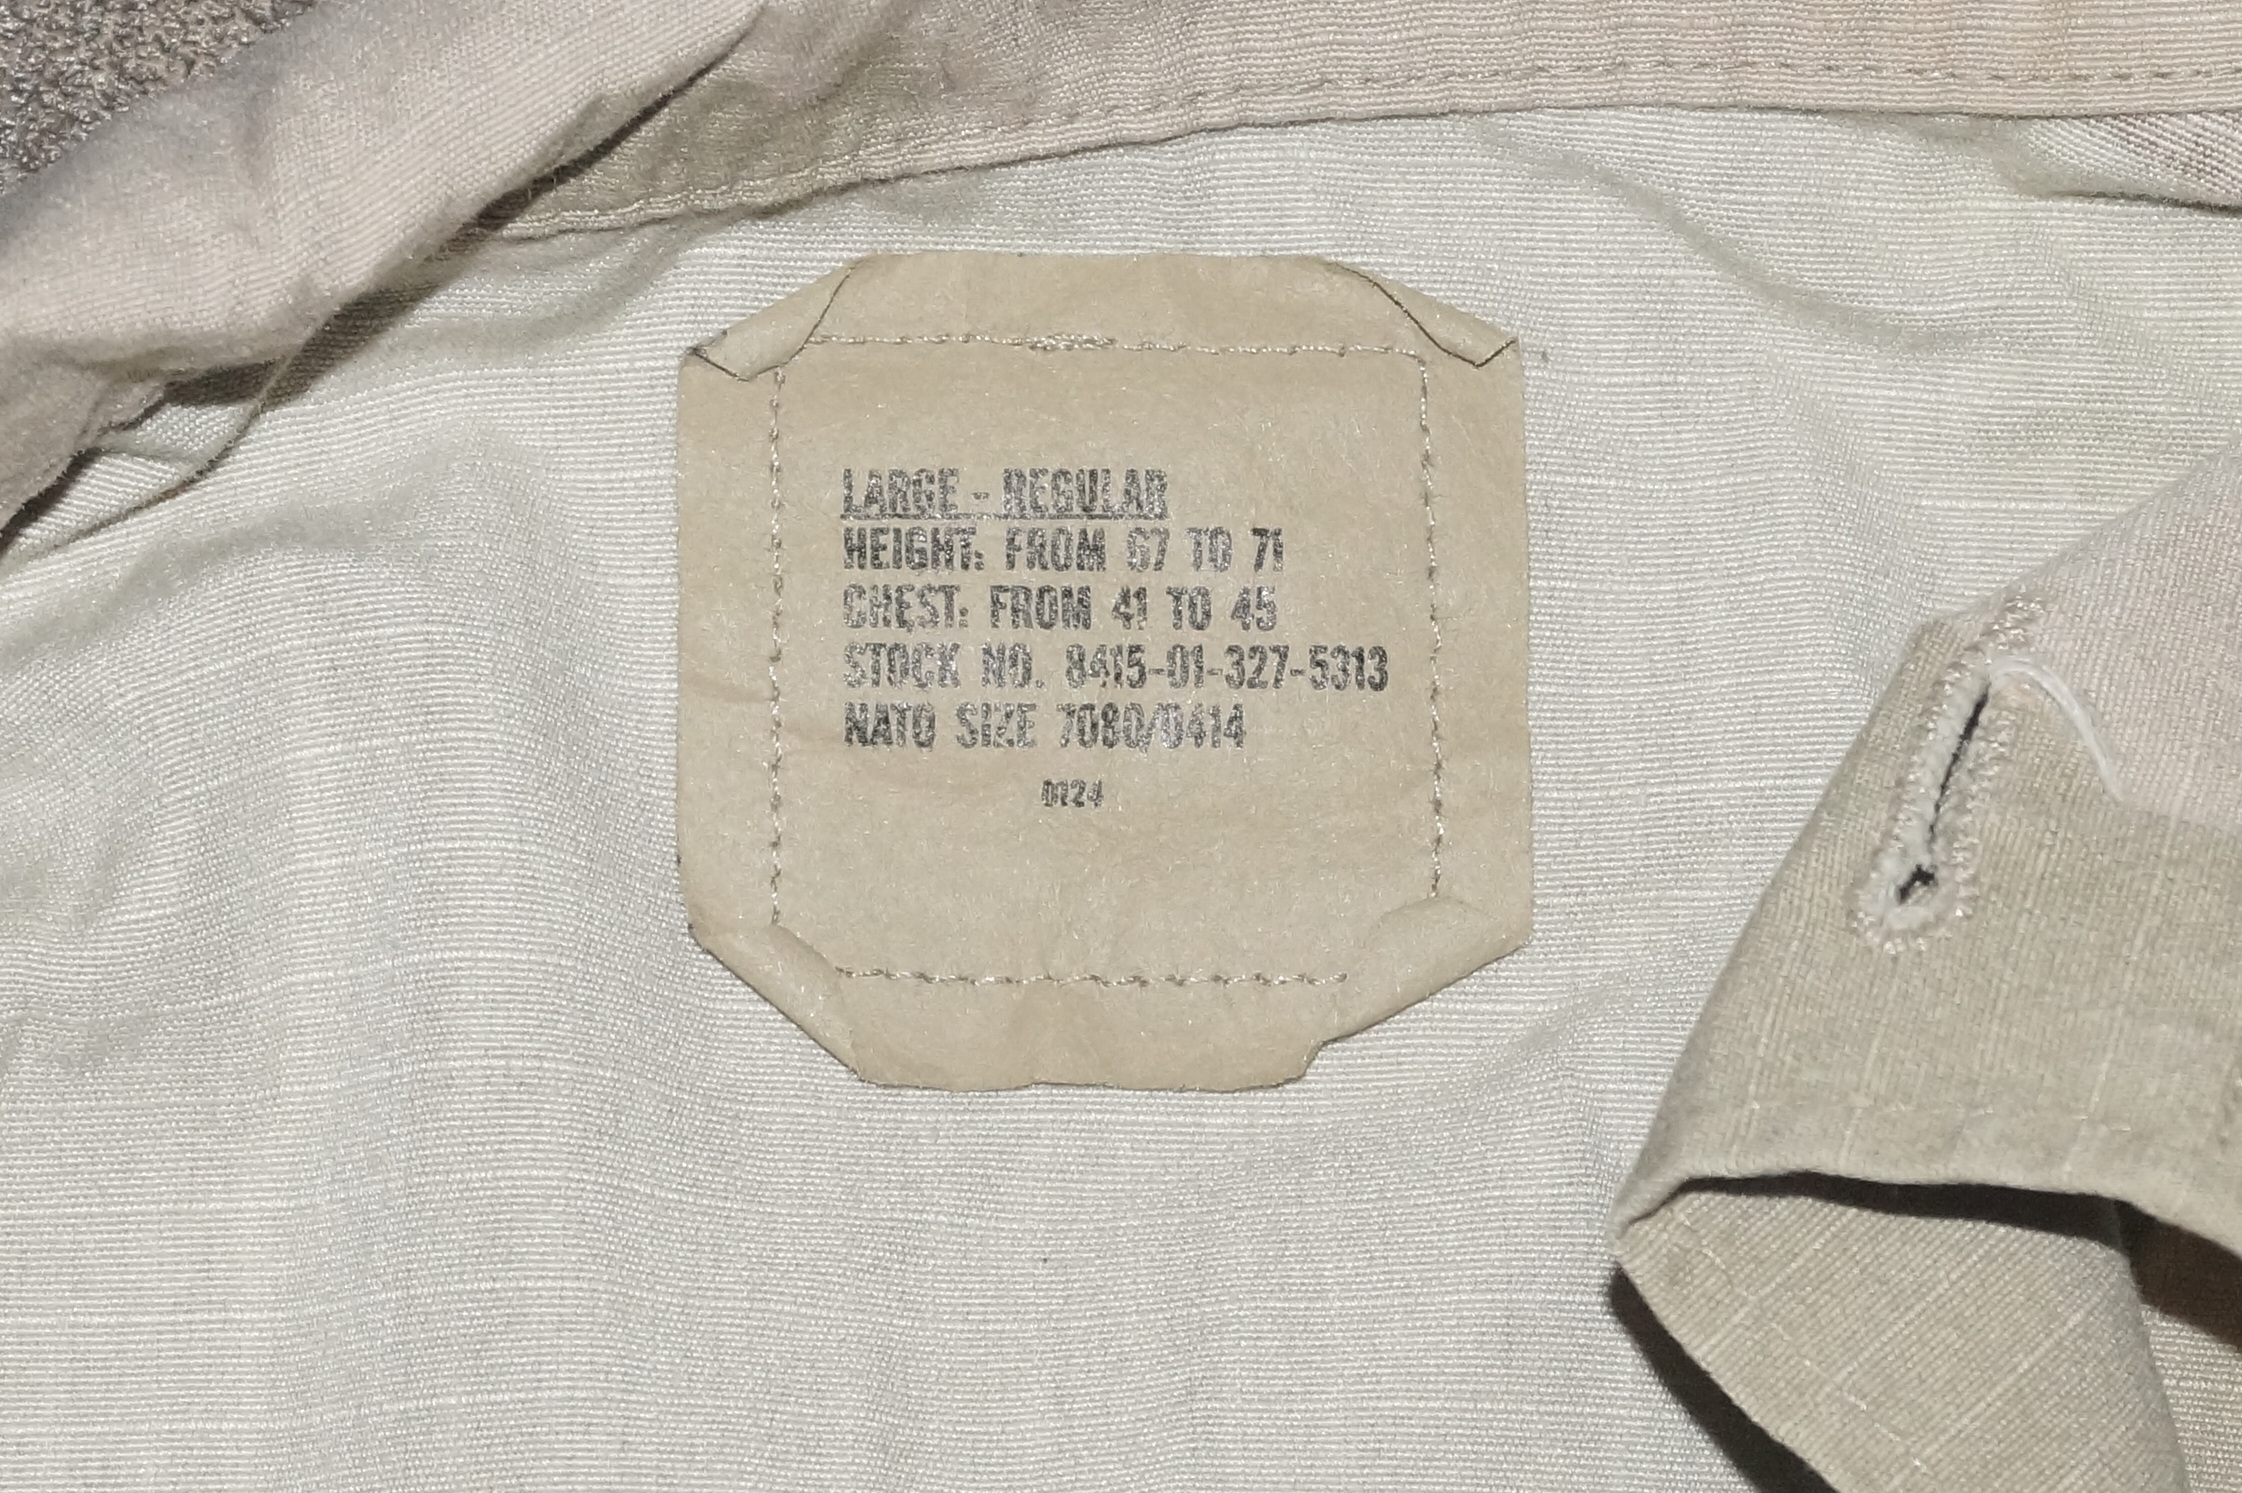 LARGE - REGULAR
HEIGHT: FROM 67 TO 71
CHEST: FROM 41 TO 45
STOCK NO. 8415-01-327-5313
NATO SIZE 7080/0414
0724